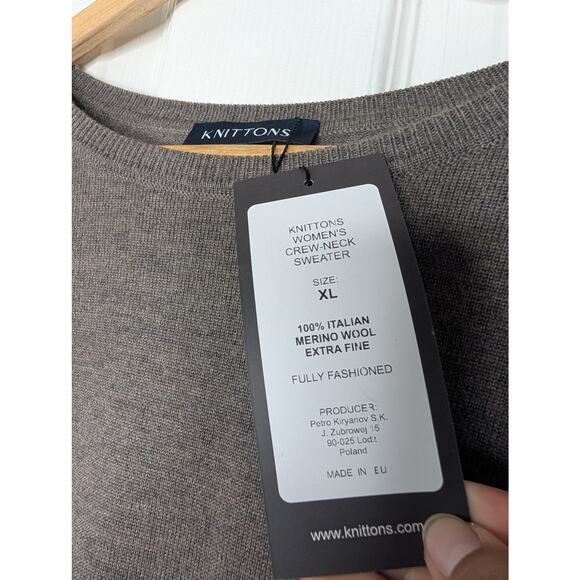 KNITTONS
KNITTONS
WOMEN'S
CREW-NECK
SWEATER
SIZE:
XL
100% ITALIAN
MERINO WOOL
EXTRA FINE
FULLY FASHIONED
PRODUCER:
Petro Kiryanov S.K.
J. Zubrowej 15
90-025 Lodz
Poland
MADE IN EU
www.knittons.com